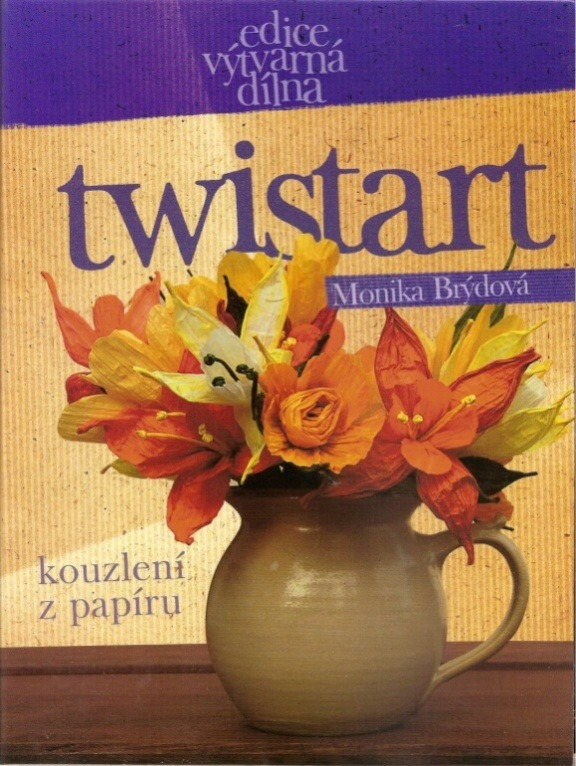 edice
výtvarná
dílna
twistart
Monika Brýdová
kouzlení
z papíru